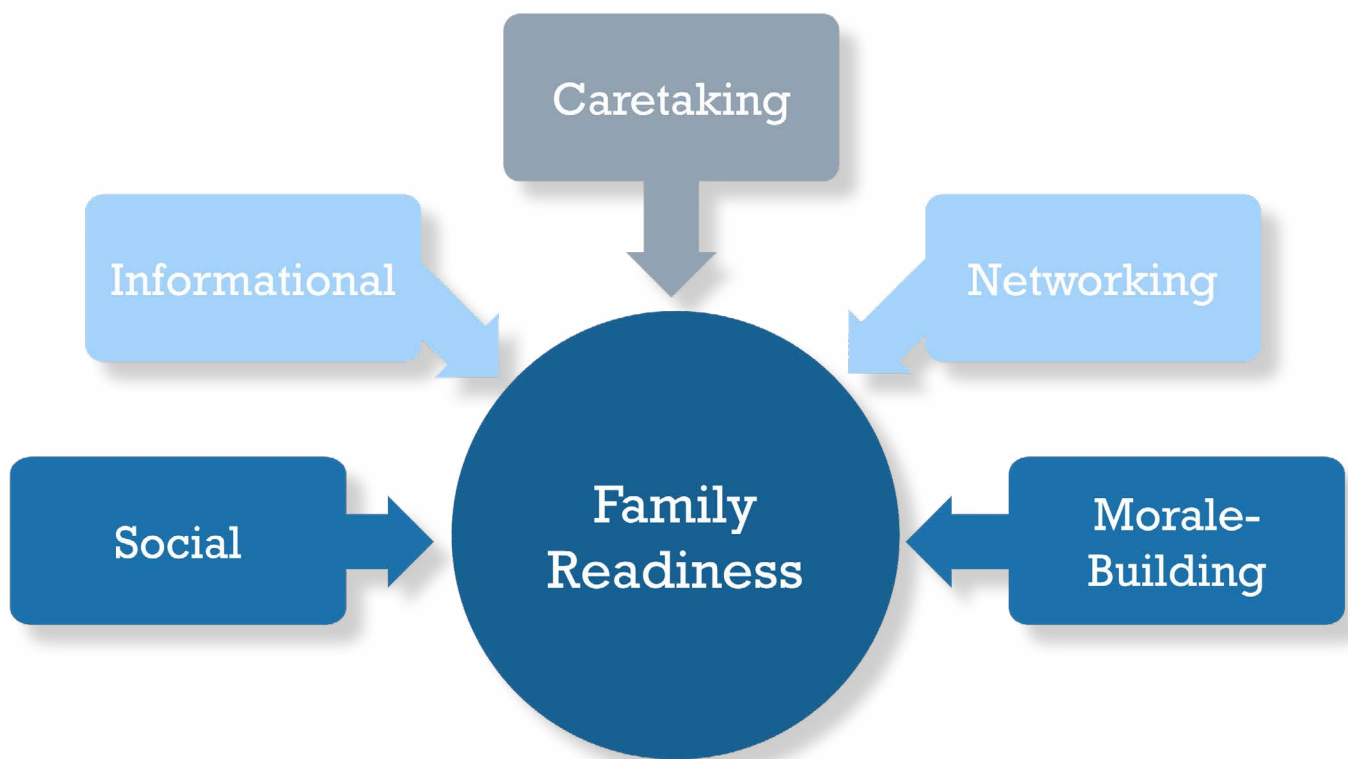 Caretaking
Informational
Networking
Social
Family
Readiness
Morale-
Building